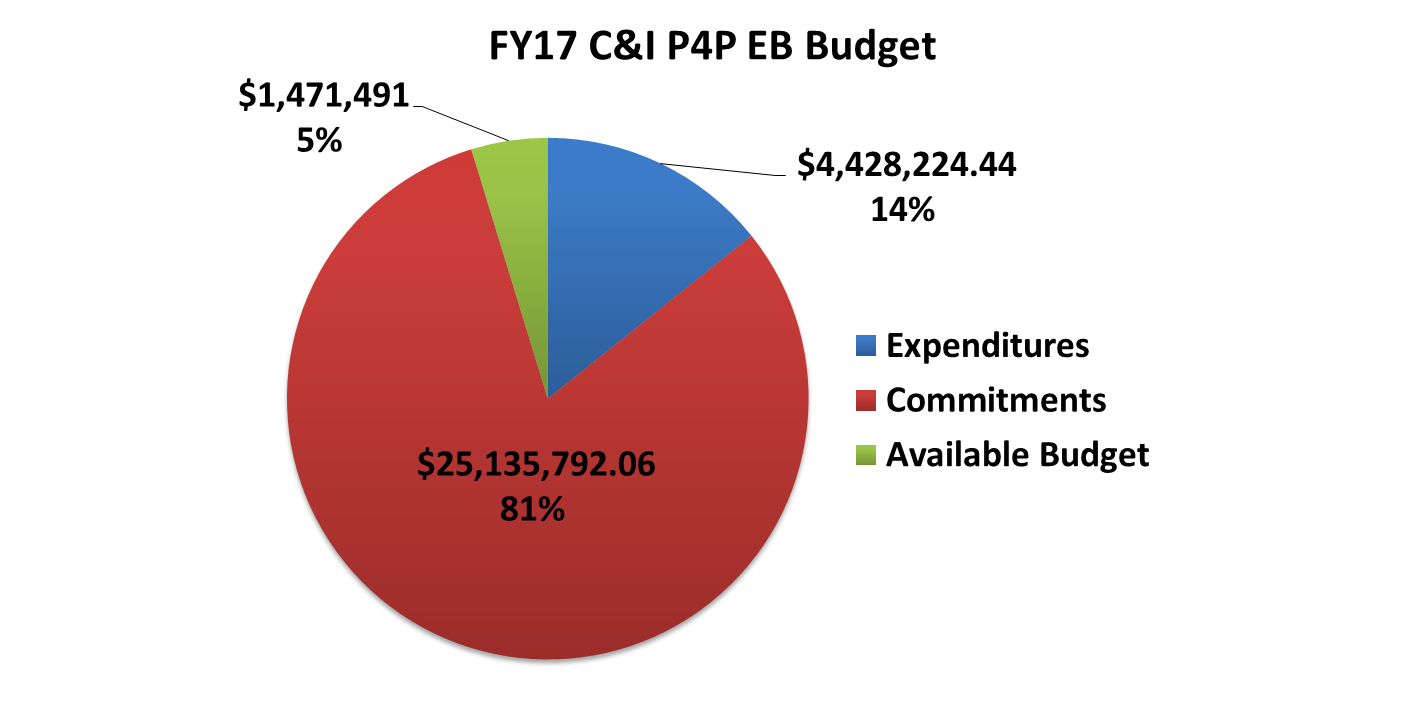 FY17 C&I P4P EB Budget
$1,471,491
5%
$4,428,224.44
14%
$25,135,792.06
81%
Expenditures
Commitments
Available Budget